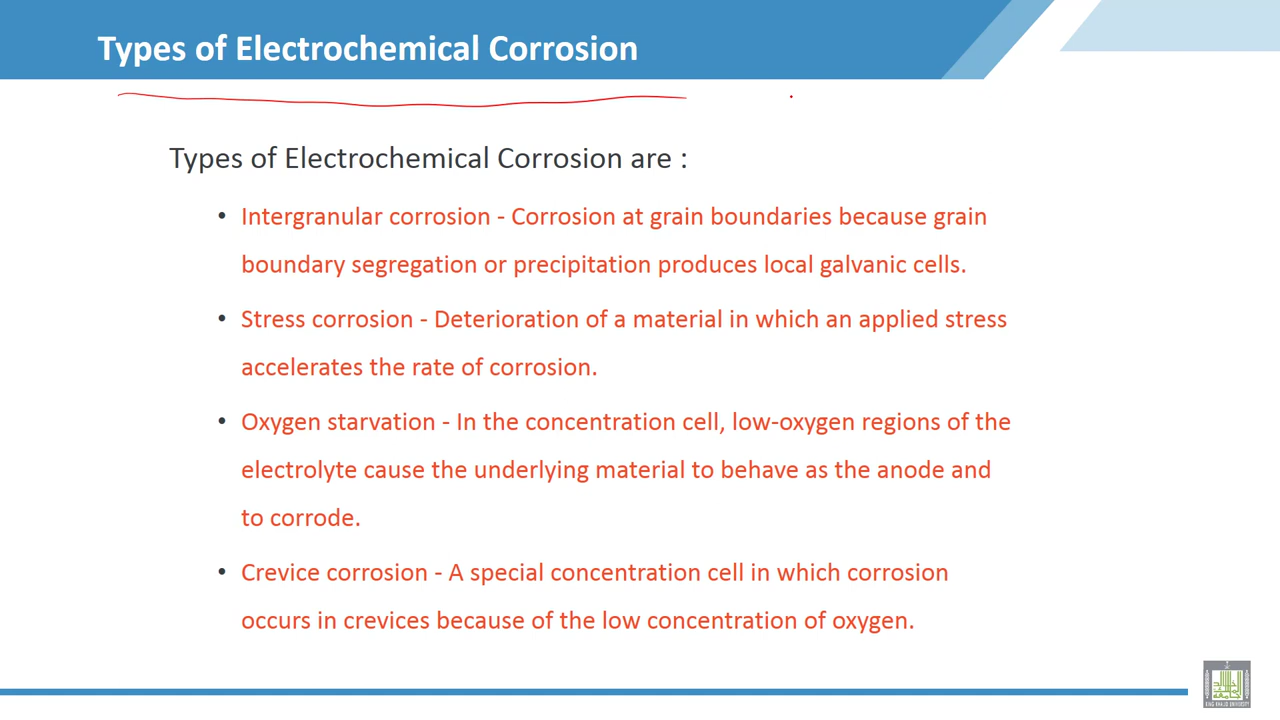 Types of Electrochemical Corrosion
Types of Electrochemical Corrosion are :
• Intergranular corrosion - Corrosion at grain boundaries because grain
boundary segregation or precipitation produces local galvanic cells.
• Stress corrosion - Deterioration of a material in which an applied stress
accelerates the rate of corrosion.
• Oxygen starvation - In the concentration cell, low-oxygen regions of the
electrolyte cause the underlying material to behave as the anode and
to corrode.
• Crevice corrosion - A special concentration cell in which corrosion
occurs in crevices because of the low concentration of oxygen.
KING KHALID UNIVERSITY